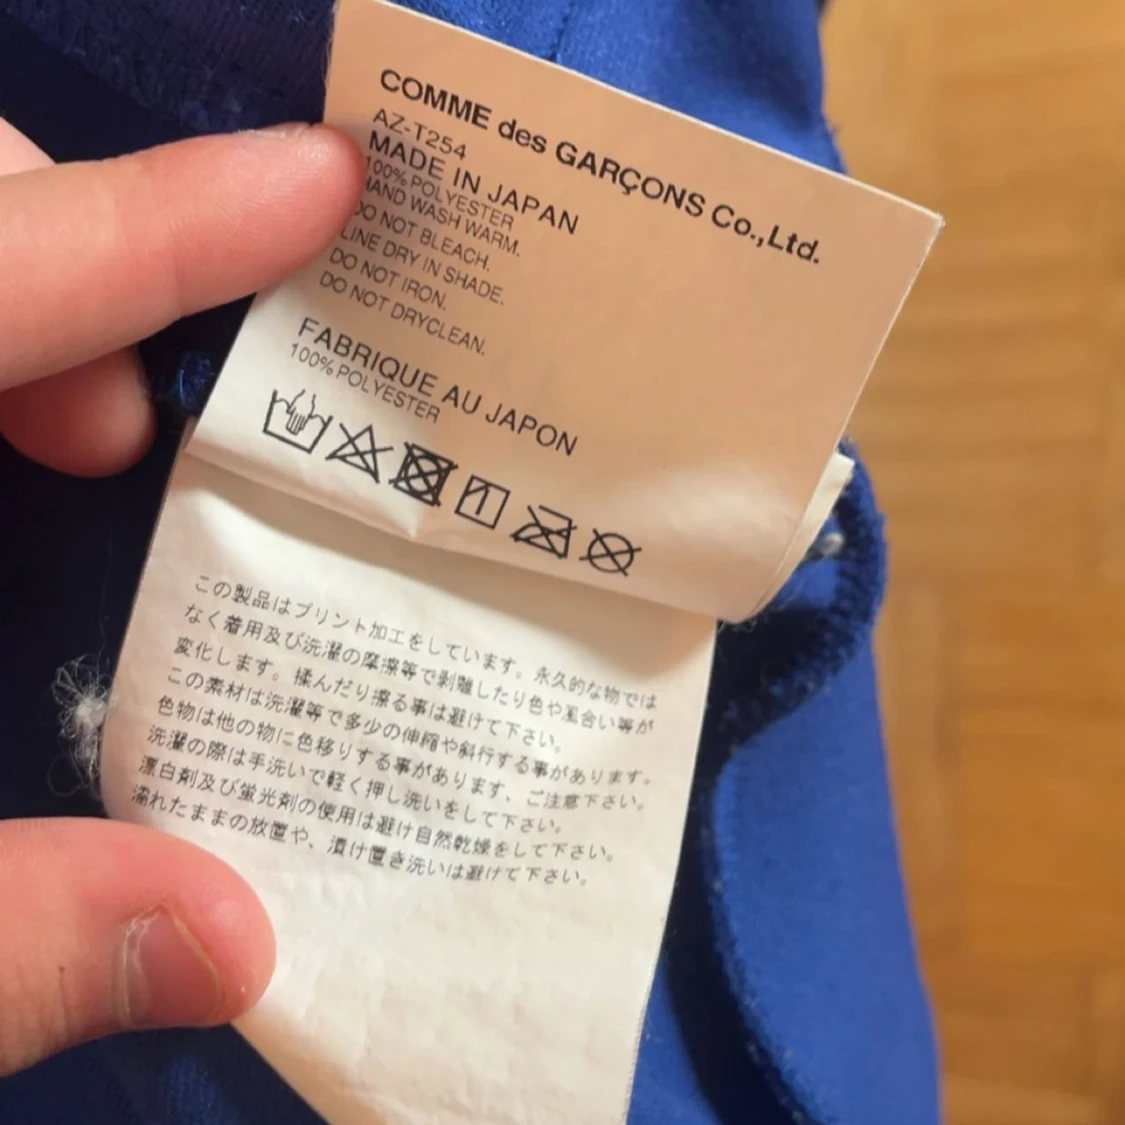 COMME des GARÇONS Co.,Ltd.
AZ-T254
MADE IN JAPAN
100% POLYESTER
HAND WASH WARM.
DO NOT BLEACH.
LINE DRY IN SHADE.
DO NOT IRON.
DO NOT DRYCLEAN.
FABRIQUE AU JAPON
100% POLYESTER
この製品はプリント加工をしています。永久的な物では
なく着用及び洗濯の摩擦等で剥離したり色や風合い等が
変化します。揉んだり擦る事は避けて下さい。
この素材は洗濯等で多少の伸縮や斜行する事があります。
色物は他の物に色移りする事があります、ご注意下さい。
洗濯の際は手洗いで軽く押し洗いをして下さい。
漂白剤及び蛍光剤の使用は避け自然乾燥をして下さい。
濡れたままの放置や、漬け置き洗いは避けて下さい。